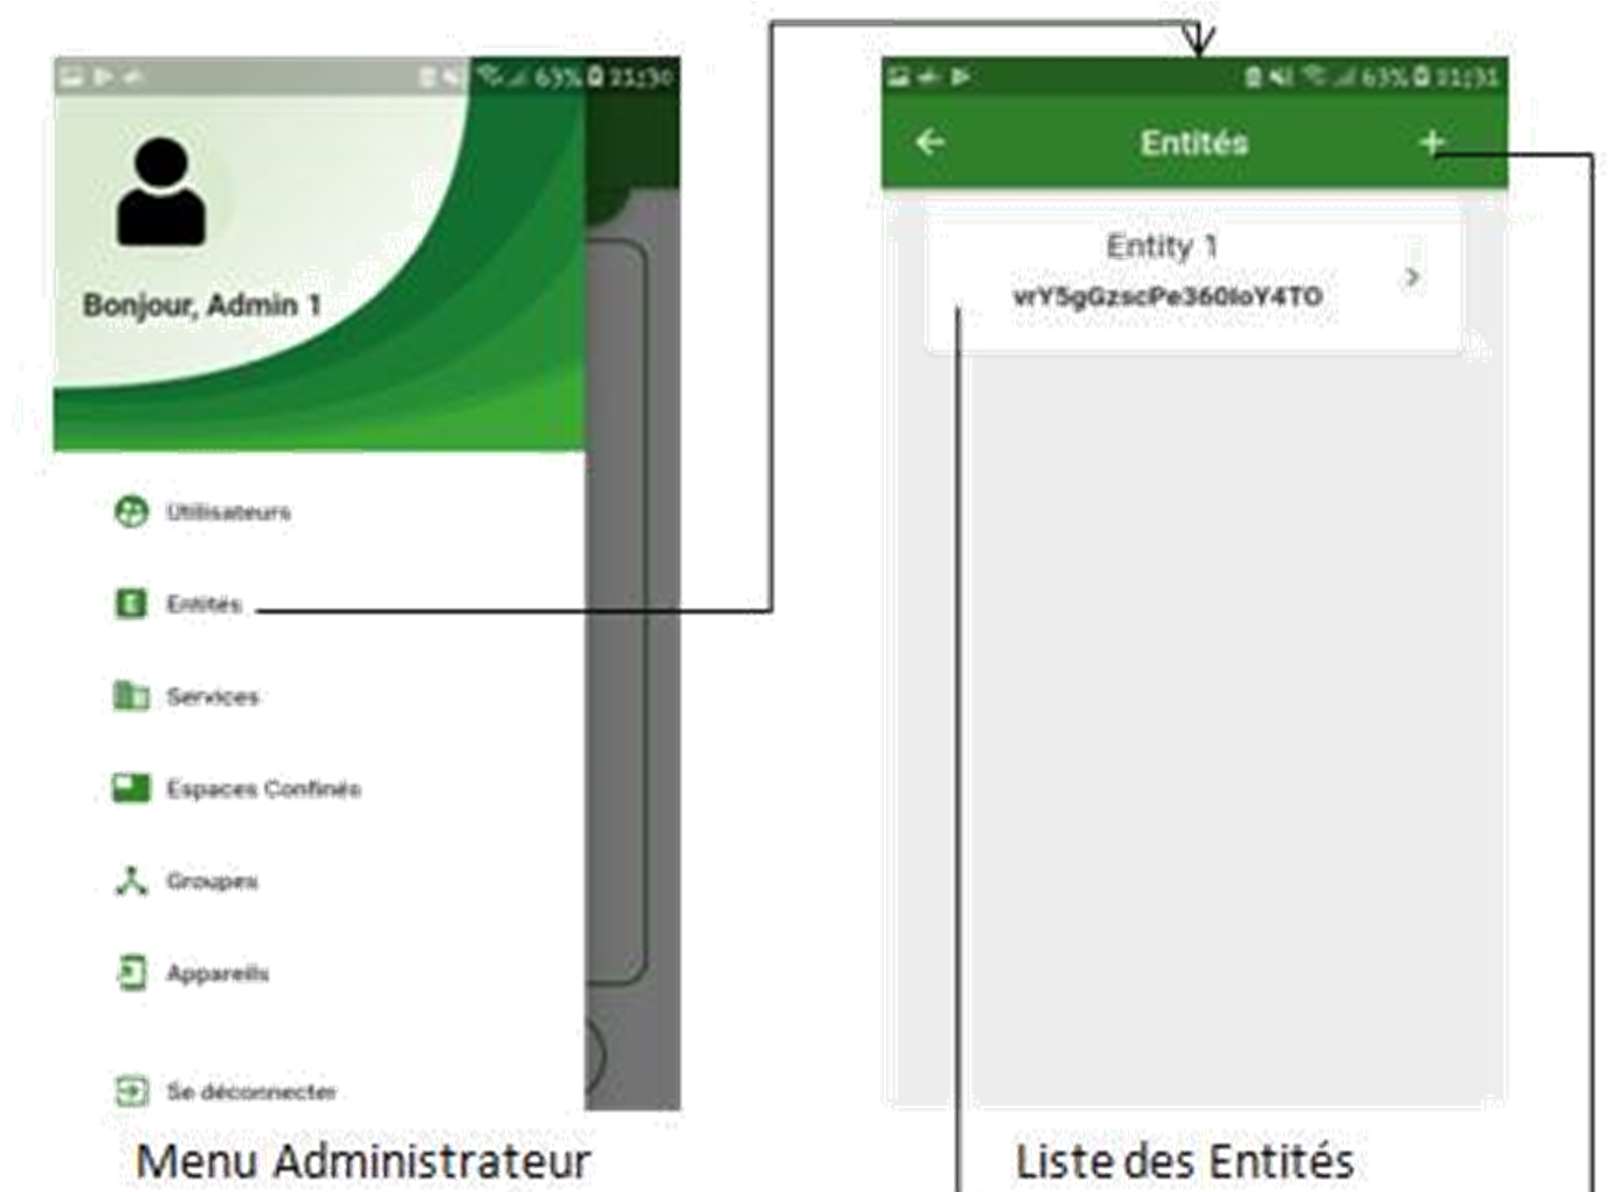 63% 21:30
Bonjour, Admin 1
Utilisateurs
Entités
Services
Espaces Confinés
Groupes
Appareils
Se déconnecter
Menu Administrateur
63% 21:31
Entités
Entity 1
vrY5gGzscPe360IoY4TO
Liste des Entités